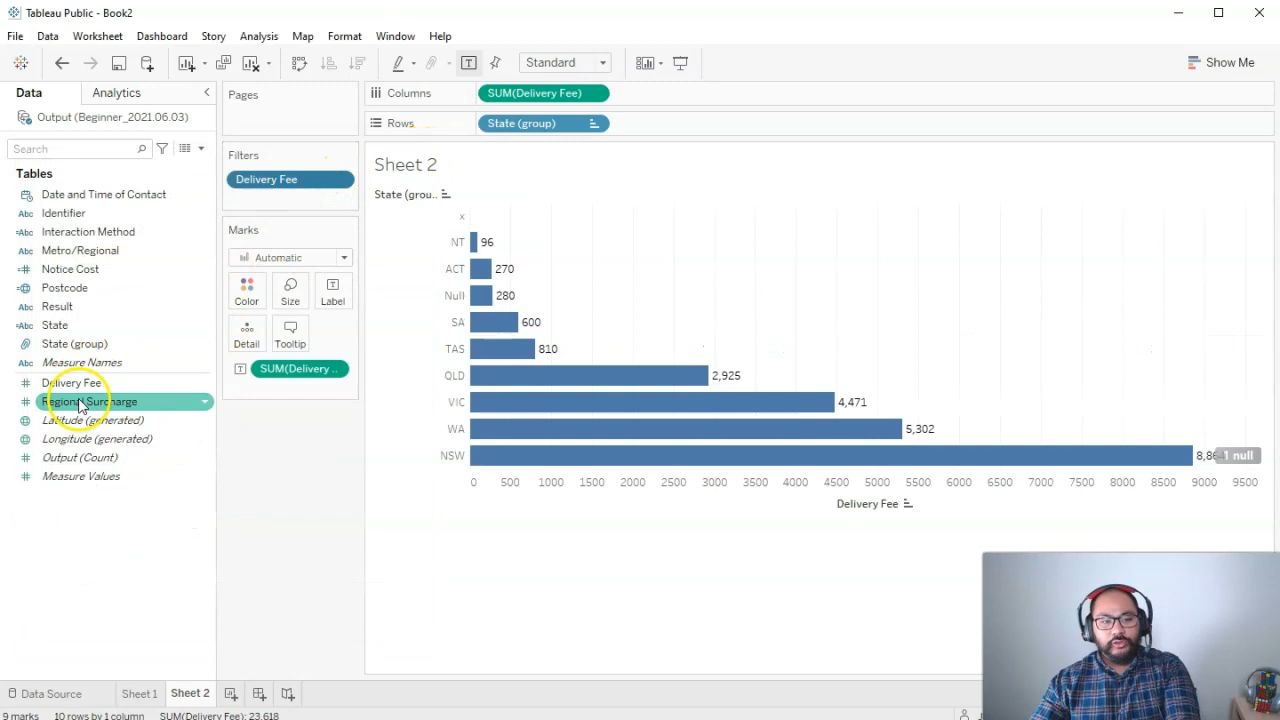 Tableau Public - Book2
File Data Worksheet Dashboard Story Analysis Map Format Window Help
Standard
Show Me
Data Analytics
Output (Beginner_2021.06.03)
Search
Tables
Date and Time of Contact
Abc Identifier
Abc Interaction Method
Abc Metro/Regional
Notice Cost
Postcode
Abc Result
Abc State
State (group)
Abc Measure Names
Delivery Fee
Regional Surcharge
Latitude (generated)
Longitude (generated)
Output (Count)
Measure Values
Pages
Filters
Delivery Fee
Marks
Automatic
Color Size Label
Detail Tooltip
SUM(Delivery ..
Columns SUM(Delivery Fee)
Rows State (group)
Sheet 2
State (grou..
x
NT 96
ACT 270
Null 280
SA 600
TAS 810
QLD 2,925
VIC 4,471
WA 5,302
NSW 1 null
0 500 1000 1500 2000 2500 3000 3500 4000 4500 5000 5500 6000 6500 7000 7500 8000 8500 9000 9500
Delivery Fee
Data Source Sheet 1 Sheet 2
9 marks 10 rows by 1 column SUM(Delivery Fee): 23,618